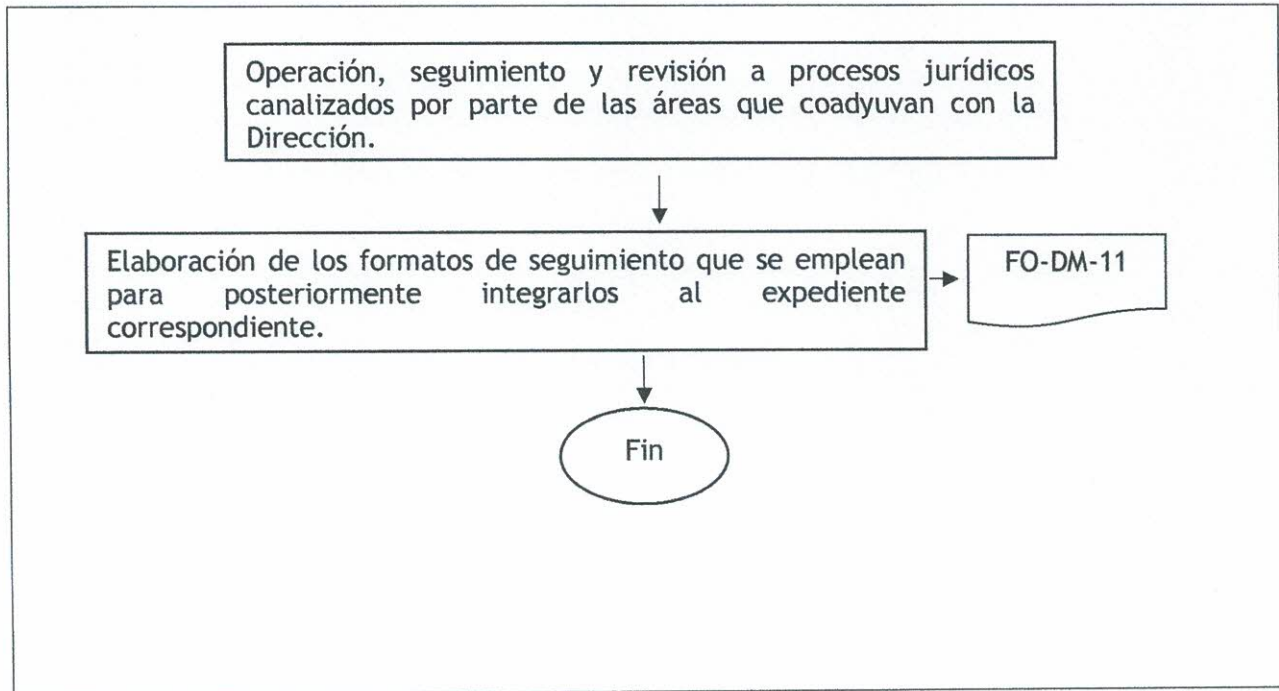 Operación, seguimiento y revisión a procesos jurídicos
canalizados por parte de las áreas que coadyuvan con la
Dirección.
Elaboración de los formatos de seguimiento que se emplean
para posteriormente integrarlos al expediente
correspondiente.
FO-DM-11
Fin